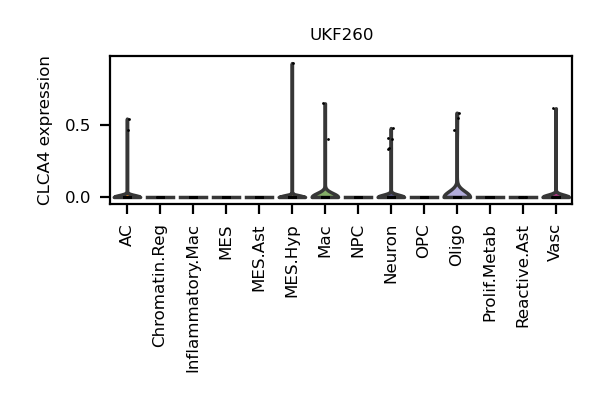 UKF260
CLCA4 expression
0.5
0.0
AC
Chromatin.Reg
Inflammatory.Mac
MES
MES.Ast
MES.Hyp
Mac
NPC
Neuron
OPC
Oligo
Prolif.Metab
Reactive.Ast
Vasc